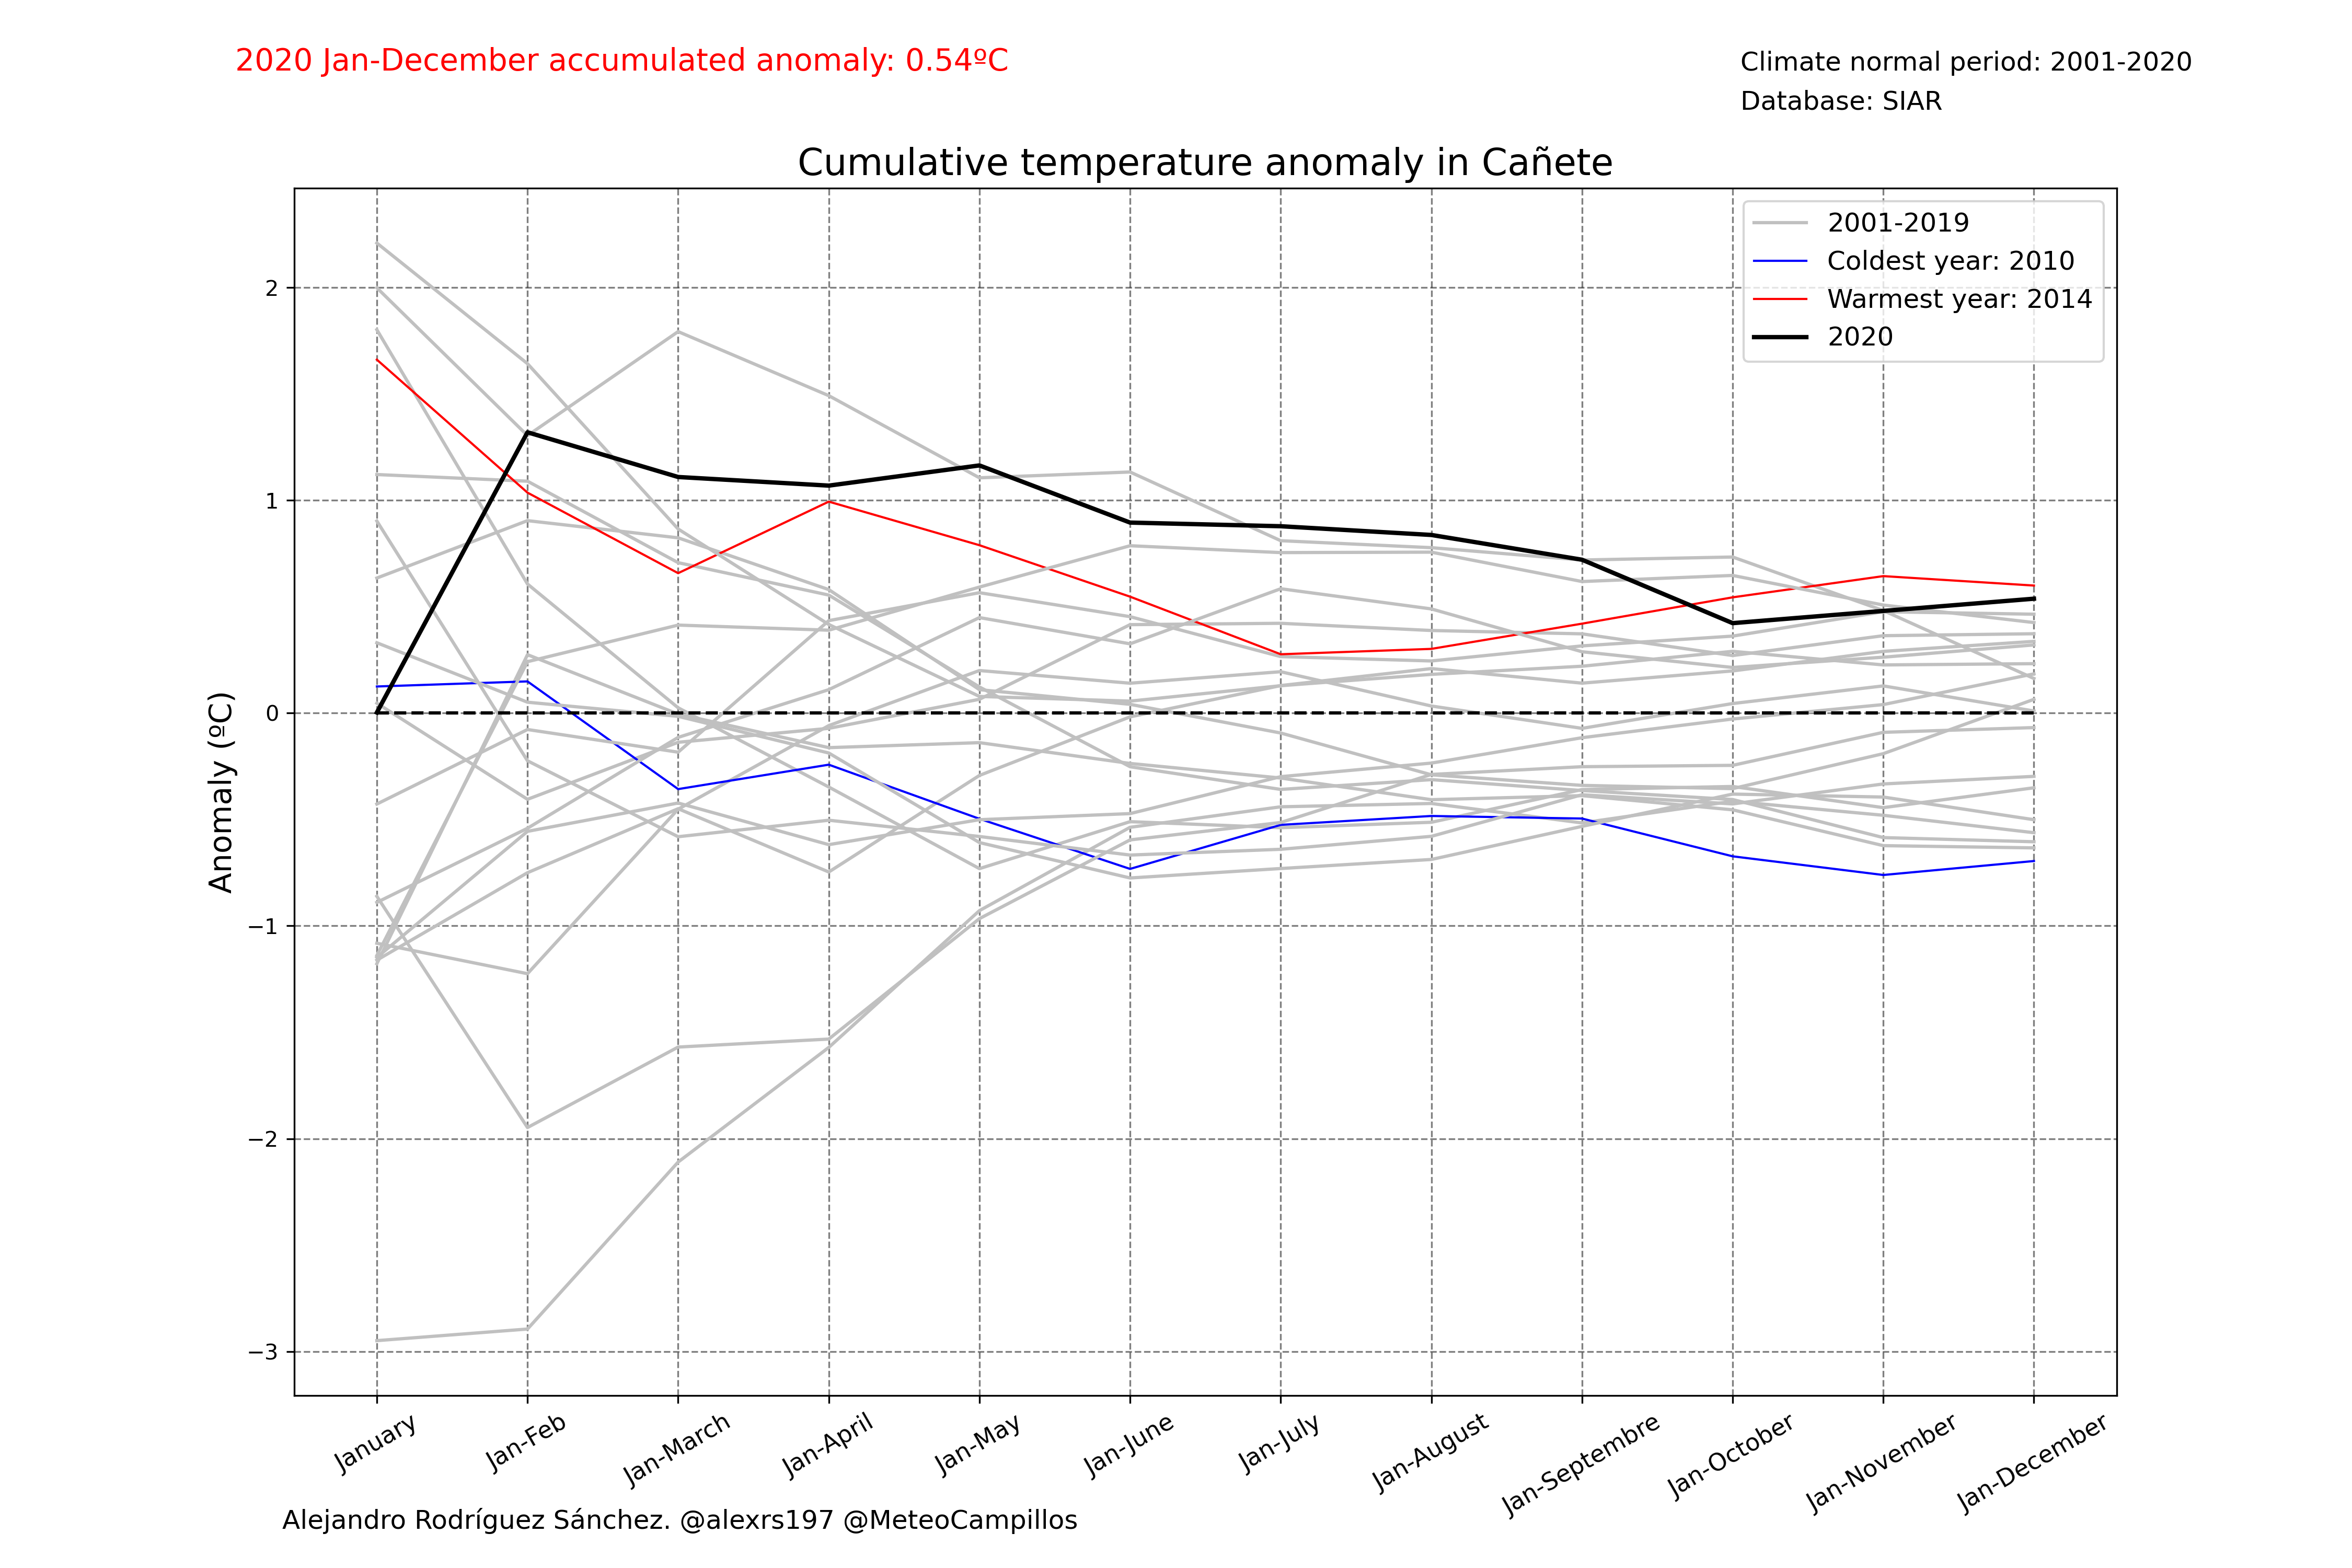 2020 Jan-December accumulated anomaly: 0.54ºC
Climate normal period: 2001-2020
Database: SIAR
Cumulative temperature anomaly in Cañete
2001-2019
Coldest year: 2010
Warmest year: 2014
2020
Anomaly (ºC)
2
1
0
−1
−2
−3
January
Jan-Feb
Jan-March
Jan-April
Jan-May
Jan-June
Jan-July
Jan-August
Jan-Septembre
Jan-October
Jan-November
Jan-December
Alejandro Rodríguez Sánchez. @alexrs197 @MeteoCampillos